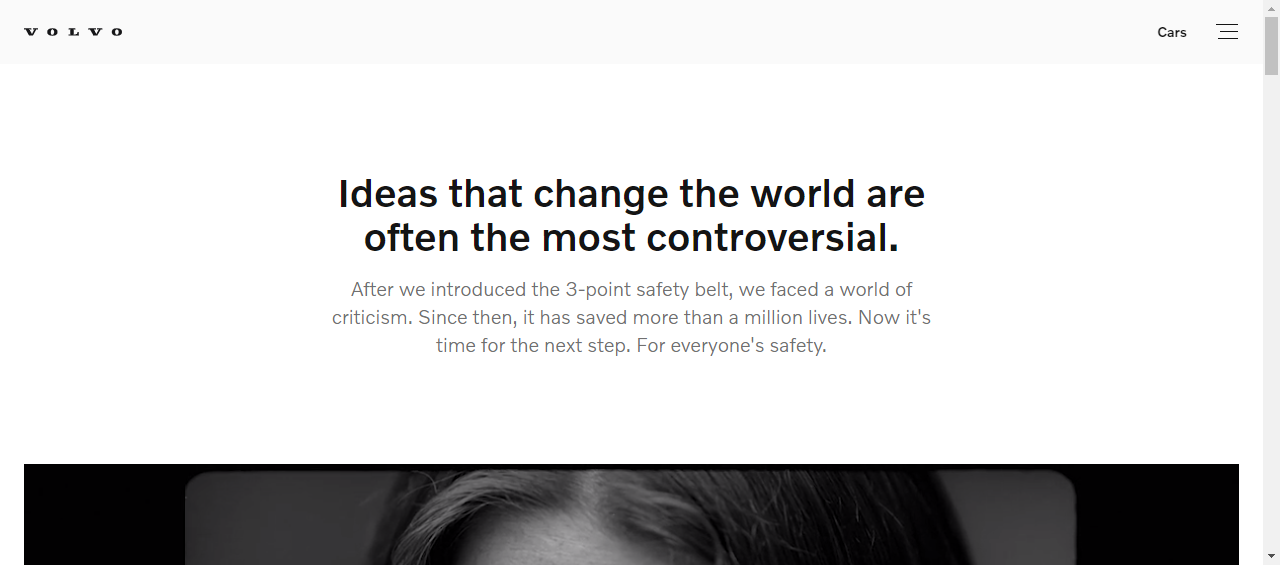 VOLVO
Cars
Ideas that change the world are
often the most controversial.
After we introduced the 3-point safety belt, we faced a world of
criticism. Since then, it has saved more than a million lives. Now it's
time for the next step. For everyone's safety.